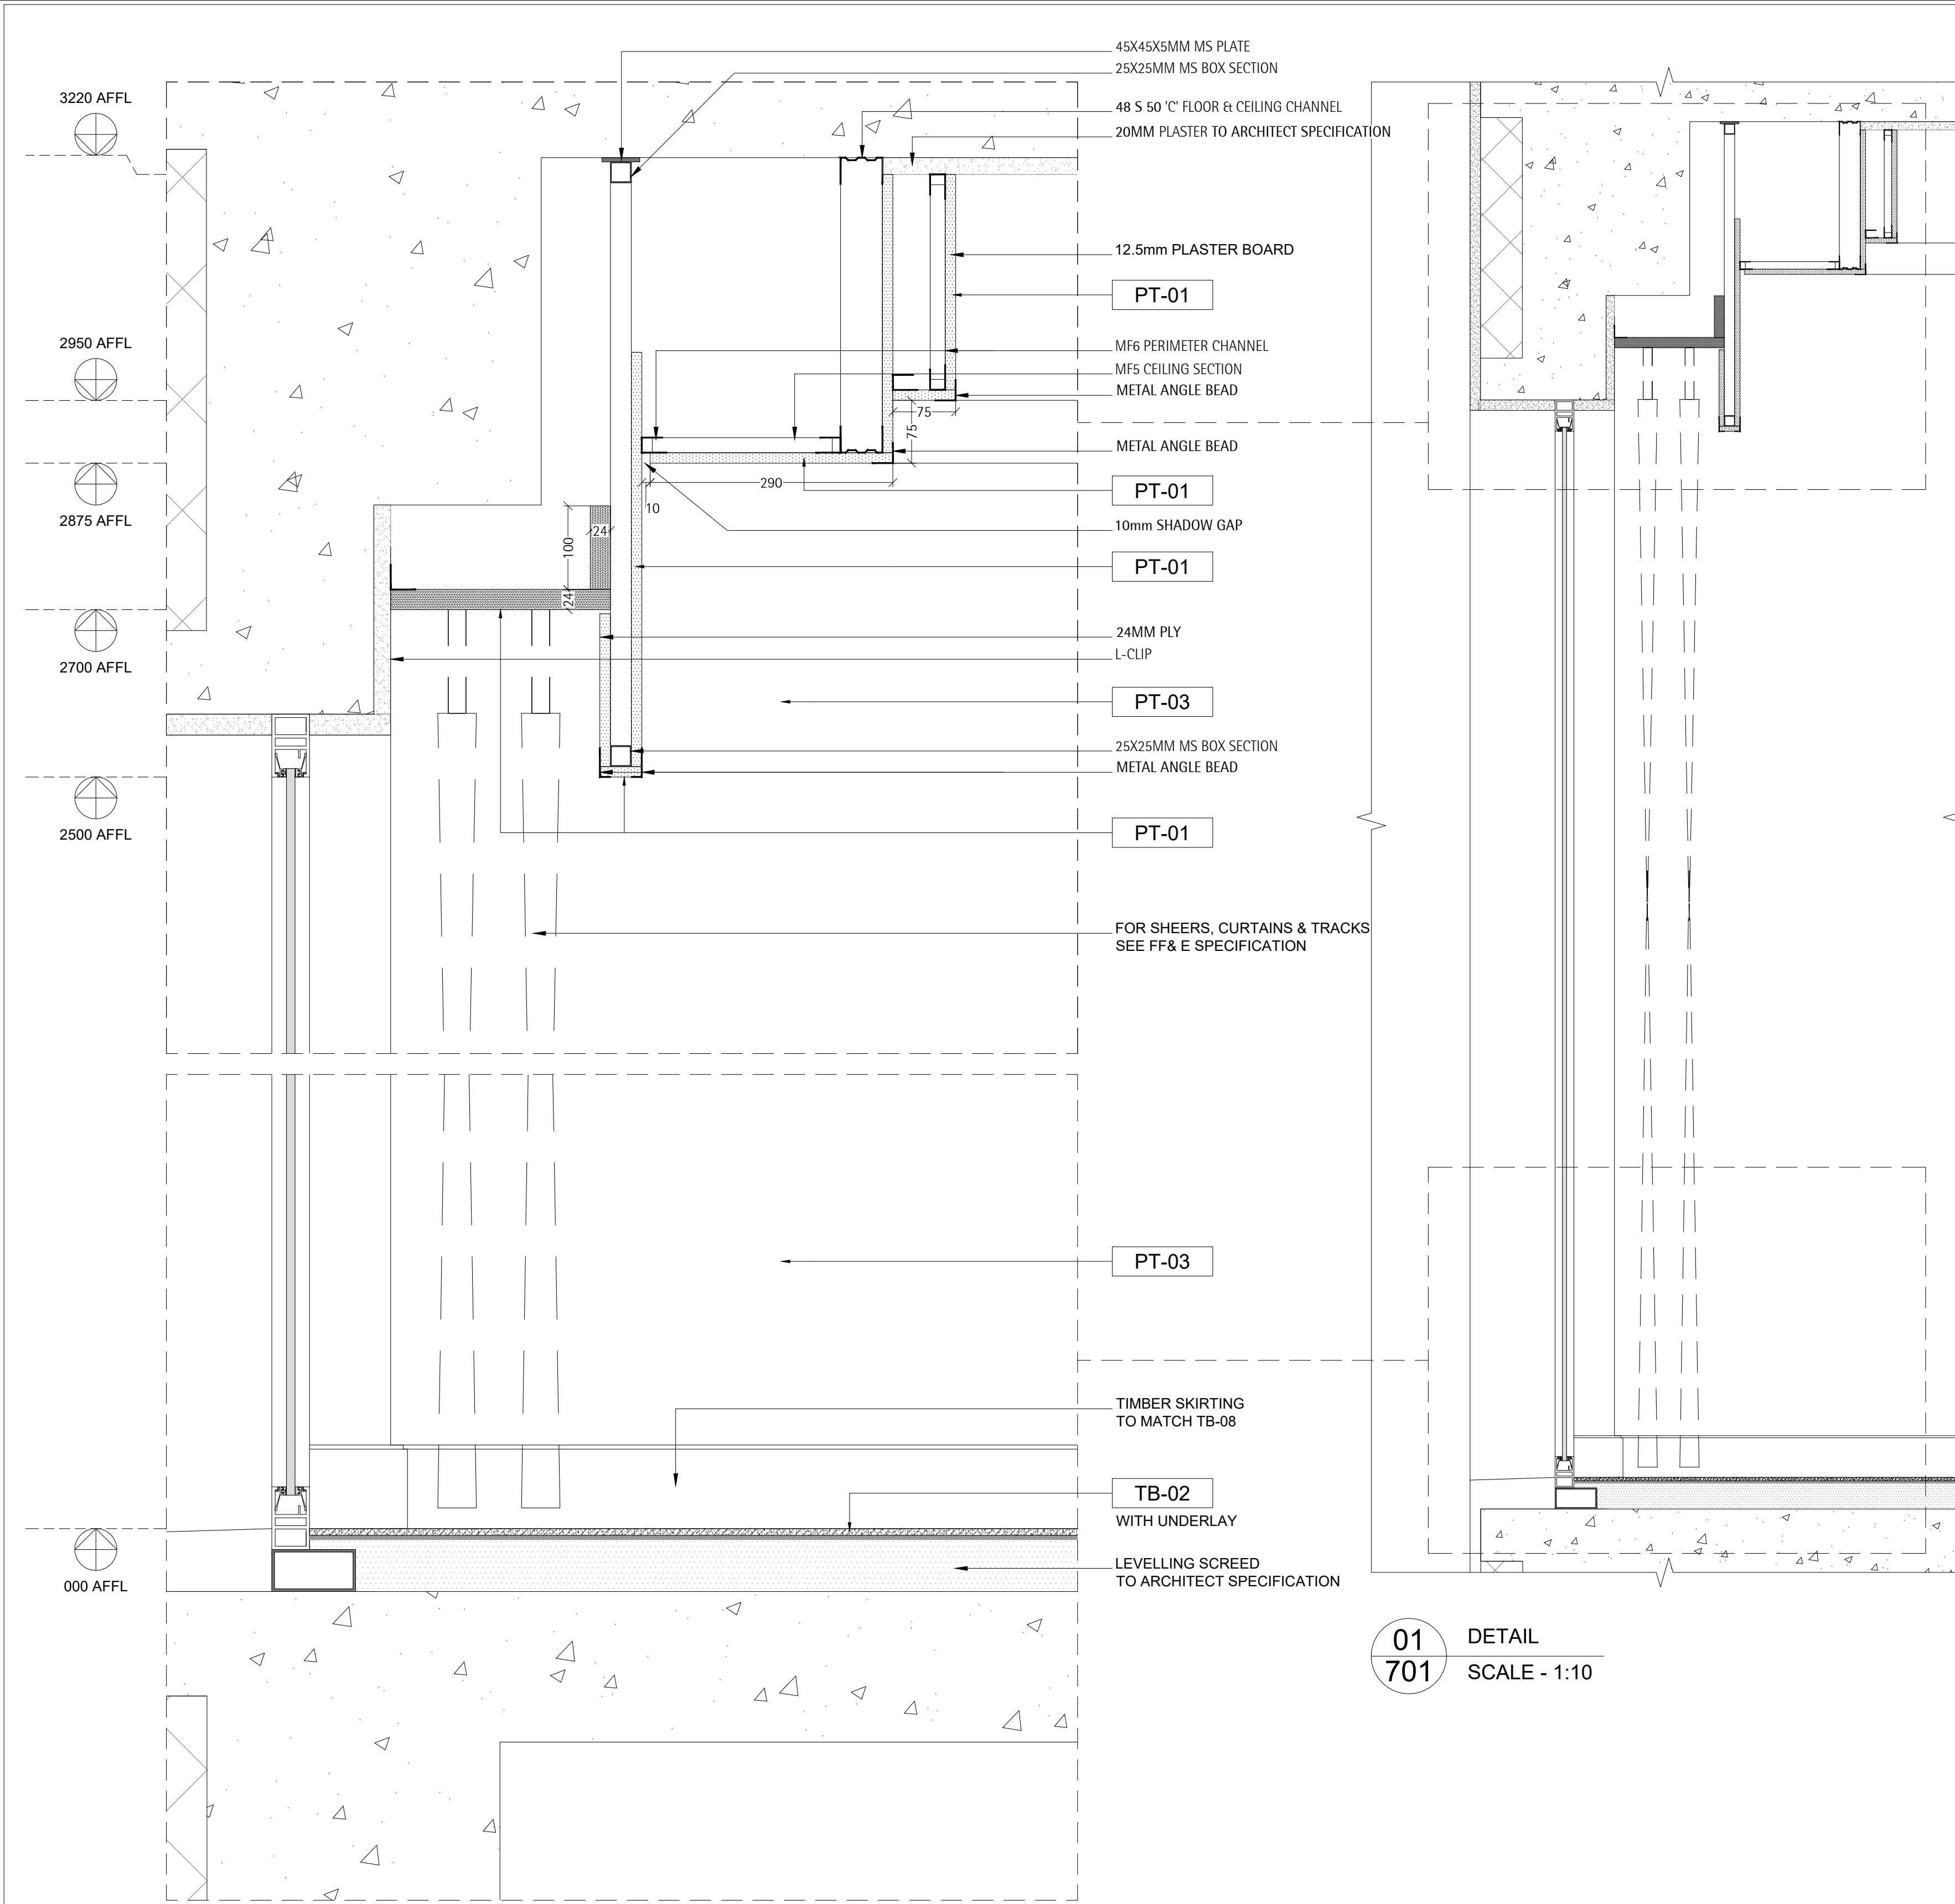 3220 AFFL
2950 AFFL
2875 AFFL
2700 AFFL
2500 AFFL
000 AFFL
45X45X5MM MS PLATE
25X25MM MS BOX SECTION
48 S 50 'C' FLOOR & CEILING CHANNEL
20MM PLASTER TO ARCHITECT SPECIFICATION
12.5mm PLASTER BOARD
PT-01
MF6 PERIMETER CHANNEL
MF5 CEILING SECTION
METAL ANGLE BEAD
75
75
METAL ANGLE BEAD
290
PT-01
10
10mm SHADOW GAP
24
100
PT-01
24
24MM PLY
L-CLIP
PT-03
25X25MM MS BOX SECTION
METAL ANGLE BEAD
PT-01
FOR SHEERS, CURTAINS & TRACKS
SEE FF& E SPECIFICATION
PT-03
TIMBER SKIRTING
TO MATCH TB-08
TB-02
WITH UNDERLAY
LEVELLING SCREED
TO ARCHITECT SPECIFICATION
01
701
DETAIL
SCALE - 1:10